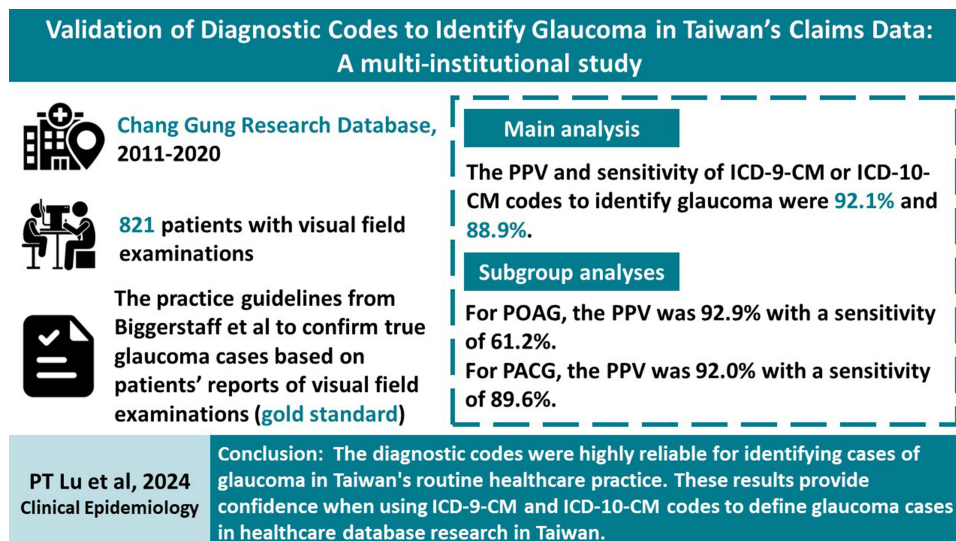 Validation of Diagnostic Codes to Identify Glaucoma in Taiwan’s Claims Data:
A multi-institutional study
Chang Gung Research Database,
2011-2020
821 patients with visual field
examinations
The practice guidelines from
Biggerstaff et al to confirm true
glaucoma cases based on
patients’ reports of visual field
examinations (gold standard)
Main analysis
The PPV and sensitivity of ICD-9-CM or ICD-10-
CM codes to identify glaucoma were 92.1% and
88.9%.
Subgroup analyses
For POAG, the PPV was 92.9% with a sensitivity
of 61.2%.
For PACG, the PPV was 92.0% with a sensitivity
of 89.6%.
PT Lu et al, 2024
Clinical Epidemiology
Conclusion: The diagnostic codes were highly reliable for identifying cases of
glaucoma in Taiwan's routine healthcare practice. These results provide
confidence when using ICD-9-CM and ICD-10-CM codes to define glaucoma cases
in healthcare database research in Taiwan.